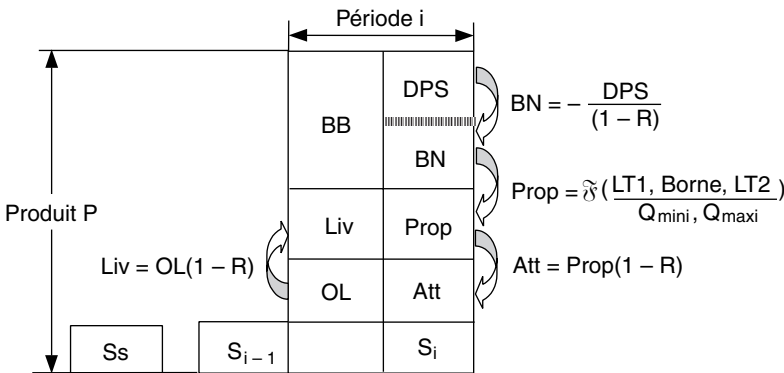 Période i
DPS
BB
BN = – DPS / (1 – R)
BN
Produit P
Liv
Prop
Prop = 𝔉 ( LT1, Borne, LT2 / Qmini, Qmaxi )
Liv = OL(1 – R)
OL
Att
Att = Prop(1 – R)
Ss
Si – 1
Si